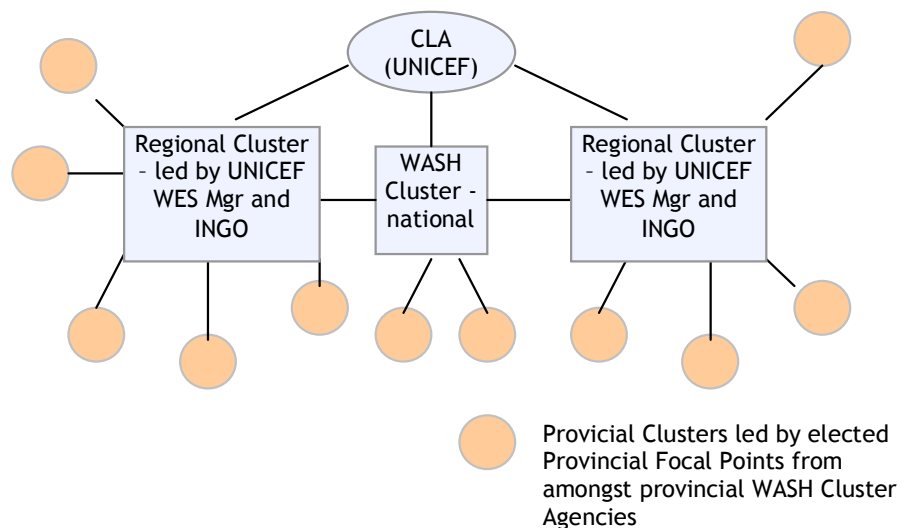 CLA
(UNICEF)
Regional Cluster
– led by UNICEF
WES Mgr and
INGO
WASH
Cluster -
national
Regional Cluster
– led by UNICEF
WES Mgr and
INGO
Provicial Clusters led by elected
Provincial Focal Points from
amongst provincial WASH Cluster
Agencies